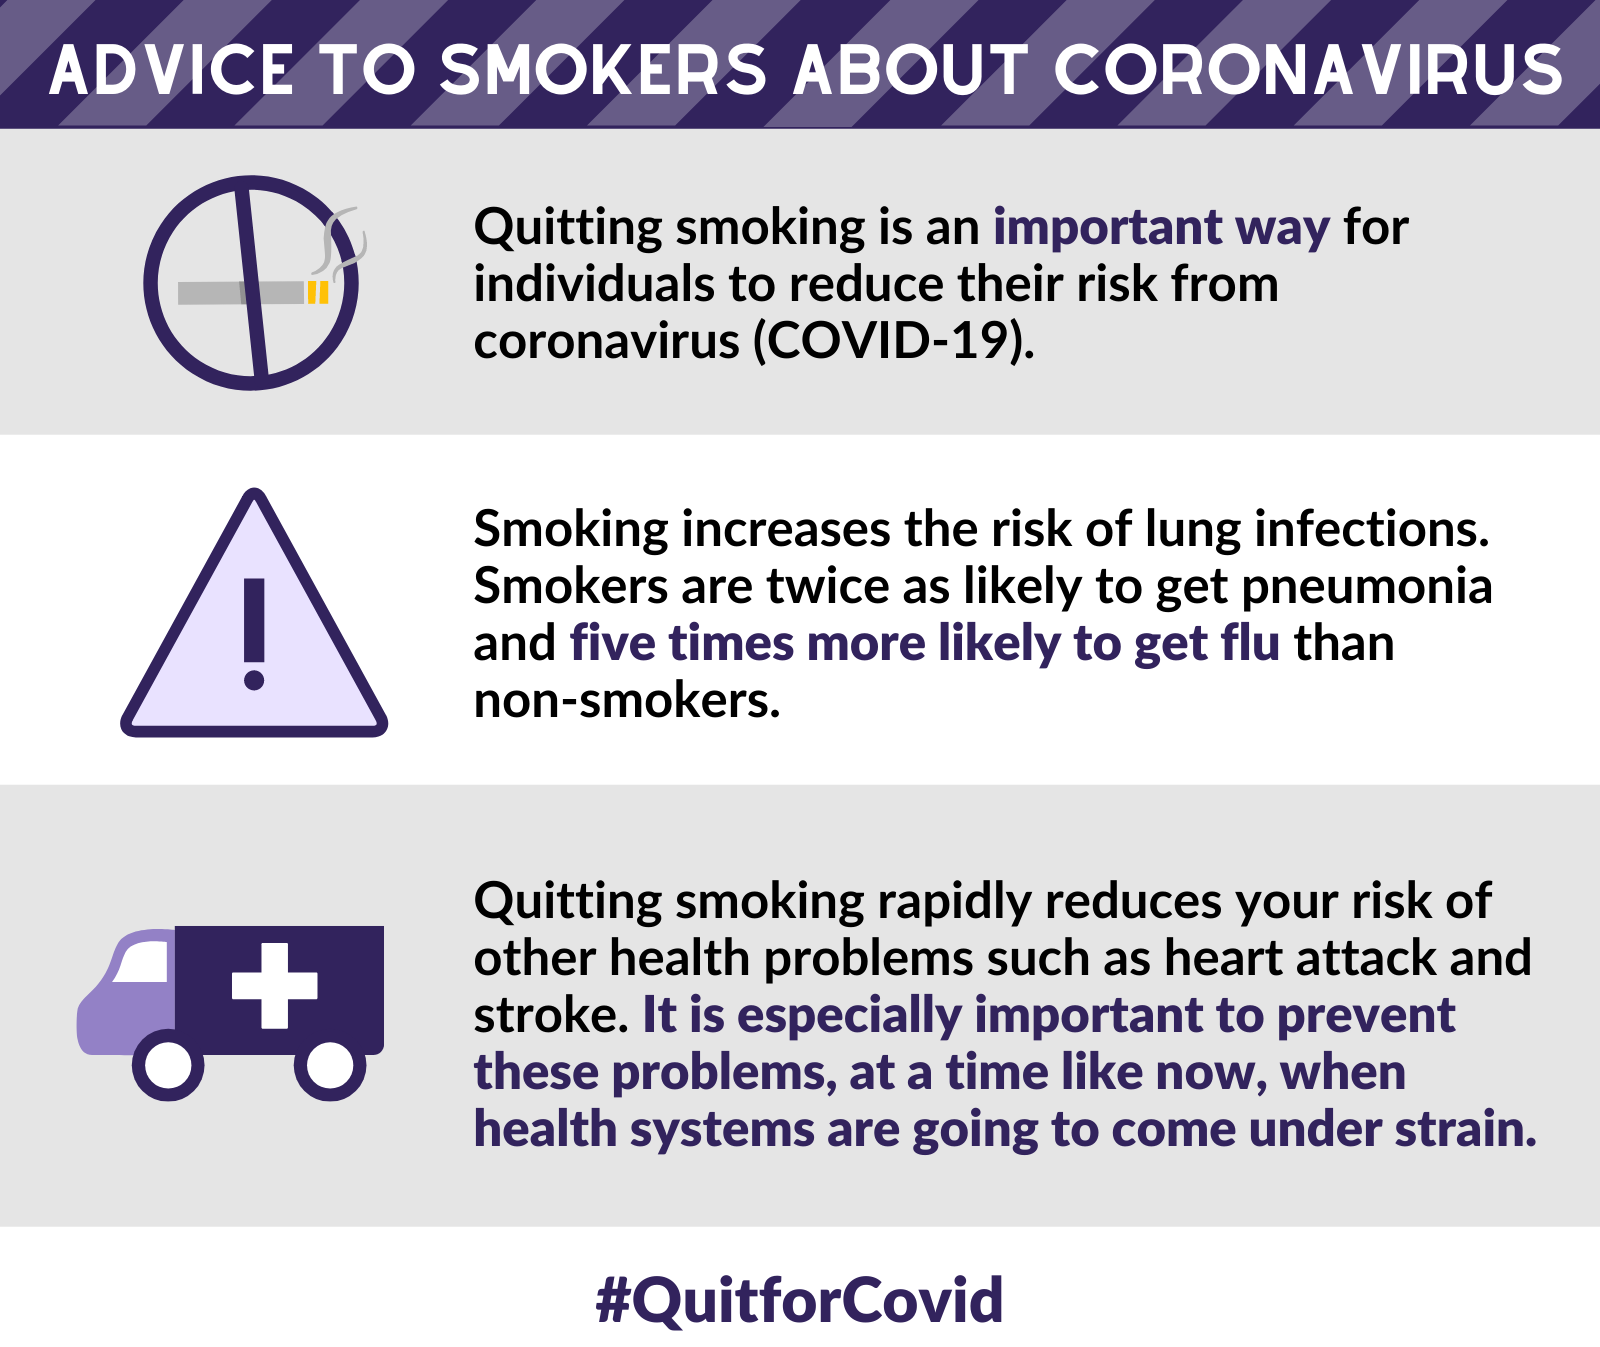 ADVICE TO SMOKERS ABOUT CORONAVIRUS
Quitting smoking is an important way for
individuals to reduce their risk from
coronavirus (COVID-19).
Smoking increases the risk of lung infections.
Smokers are twice as likely to get pneumonia
and five times more likely to get flu than
non-smokers.
Quitting smoking rapidly reduces your risk of
other health problems such as heart attack and
stroke. It is especially important to prevent
these problems, at a time like now, when
health systems are going to come under strain.
#QuitforCovid